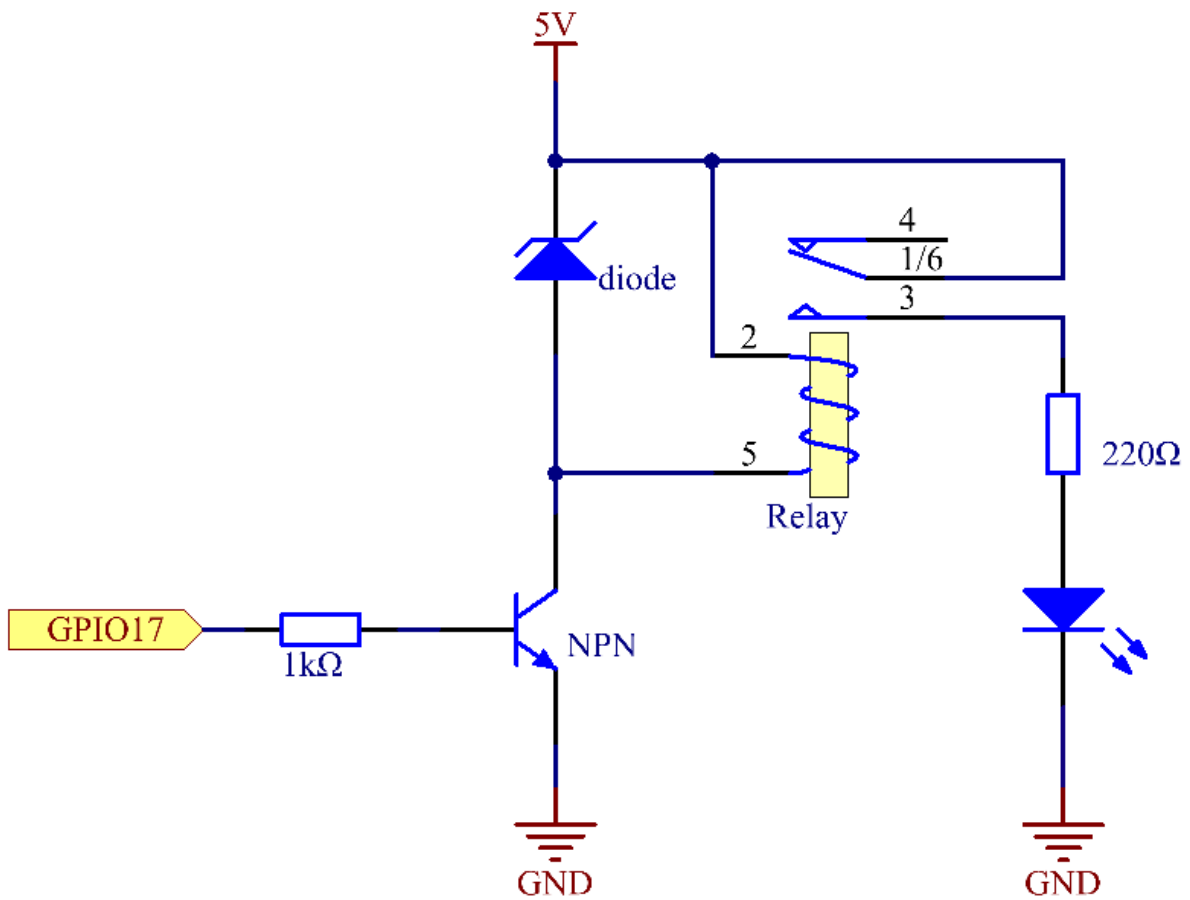 5V
4
1/6
diode
3
2
220Ω
5
Relay
GPIO17
NPN
1kΩ
GND
GND